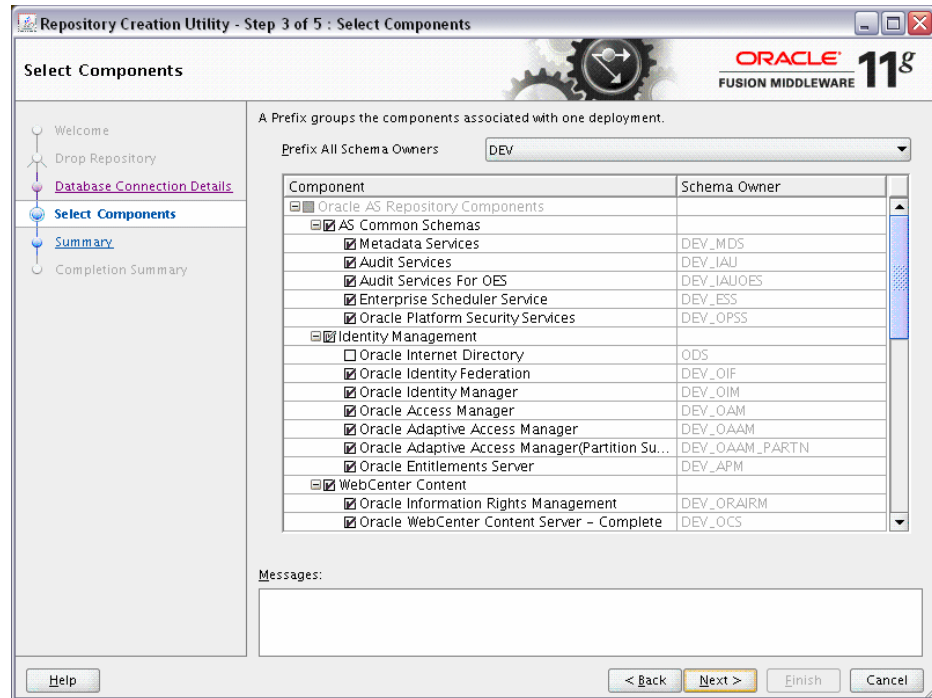 Repository Creation Utility - Step 3 of 5 : Select Components
Select Components
ORACLE
FUSION MIDDLEWARE
11g
Welcome
Drop Repository
Database Connection Details
Select Components
Summary
Completion Summary
A Prefix groups the components associated with one deployment.
Prefix All Schema Owners DEV
Component Schema Owner
Oracle AS Repository Components
AS Common Schemas
Metadata Services DEV_MDS
Audit Services DEV_IAU
Audit Services For OES DEV_IAUOES
Enterprise Scheduler Service DEV_ESS
Oracle Platform Security Services DEV_OPSS
Identity Management
Oracle Internet Directory ODS
Oracle Identity Federation DEV_OIF
Oracle Identity Manager DEV_OIM
Oracle Access Manager DEV_OAM
Oracle Adaptive Access Manager DEV_OAAM
Oracle Adaptive Access Manager(Partition Su... DEV_OAAM_PARTN
Oracle Entitlements Server DEV_APM
WebCenter Content
Oracle Information Rights Management DEV_ORAIRM
Oracle WebCenter Content Server - Complete DEV_OCS
Messages:
Help < Back Next > Finish Cancel